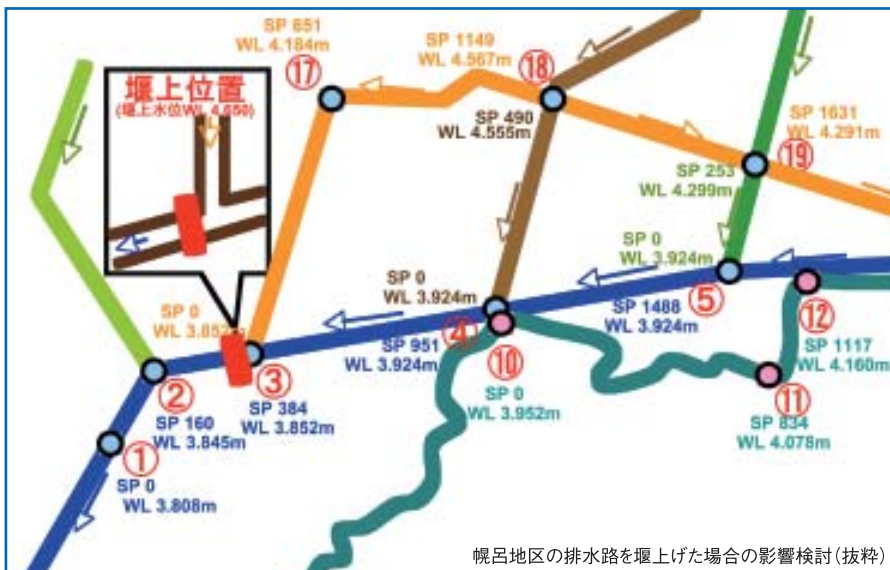 SP 651
WL 4.184m
⑰
SP 1149
WL 4.567m
⑱
堰上位置
(堰上水位WL 4.650)
SP 490
WL 4.555m
SP 1631
WL 4.291m
⑲
SP 253
WL 4.299m
SP 0
WL 3.924m
⑤
SP 0
WL 3.924m
SP 1488
WL 3.924m
⑫
SP 1117
WL 4.160m
SP 0
WL 3.852
③
SP 951
WL 3.924m
④
⑩
SP 0
WL 3.952m
⑪
SP 834
WL 4.078m
②
SP 160
WL 3.845m
SP 384
WL 3.852m
①
SP 0
WL 3.808m
幌呂地区の排水路を堰上げた場合の影響検討(抜粋)